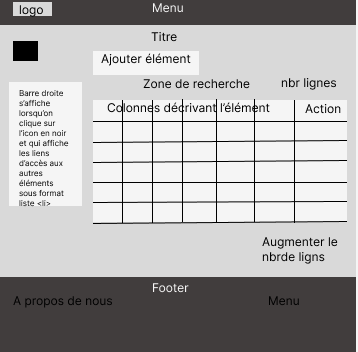 Menu
logo
Titre
Ajouter élément
Zone de recherche
nbr lignes
Colonnes décrivant l'élément
Action
Barre droite
s'affiche
lorsqu'on
clique sur
l'icon en noir
et qui affiche
les liens
d'accès aux
autres
éléments
sous format
liste <li>
Augmenter le
nbrde ligns
Footer
A propos de nous
Menu